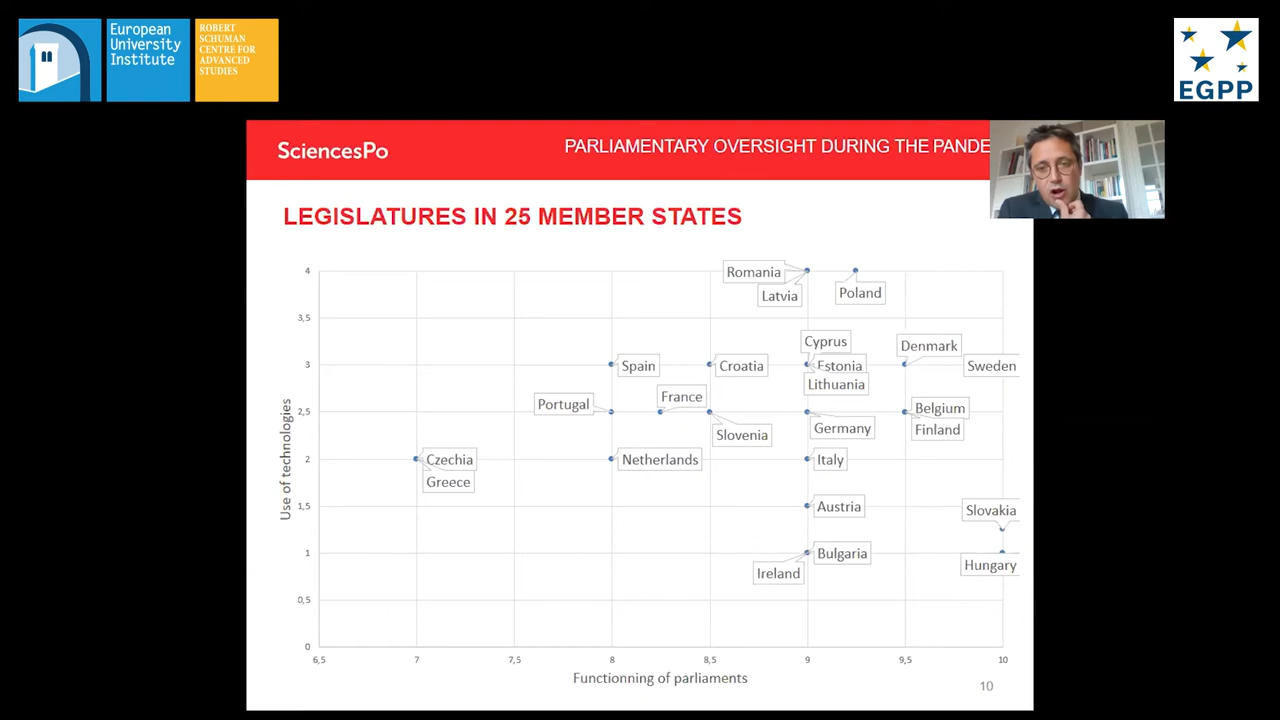 European
University
Institute
ROBERT
SCHUMAN
CENTRE FOR
ADVANCED
STUDIES
EGPP
SciencesPo
PARLIAMENTARY OVERSIGHT DURING THE PANDE
LEGISLATURES IN 25 MEMBER STATES
4
3,5
3
2,5
2
1,5
1
0,5
0
Use of technologies
Romania
Latvia
Poland
Cyprus
Denmark
Spain
Croatia
Estonia
Sweden
Lithuania
France
Portugal
Belgium
Slovenia
Germany
Finland
Czechia
Netherlands
Italy
Greece
Austria
Slovakia
Bulgaria
Ireland
Hungary
6,5
7
7,5
8
8,5
9
9,5
10
Functionning of parliaments
10